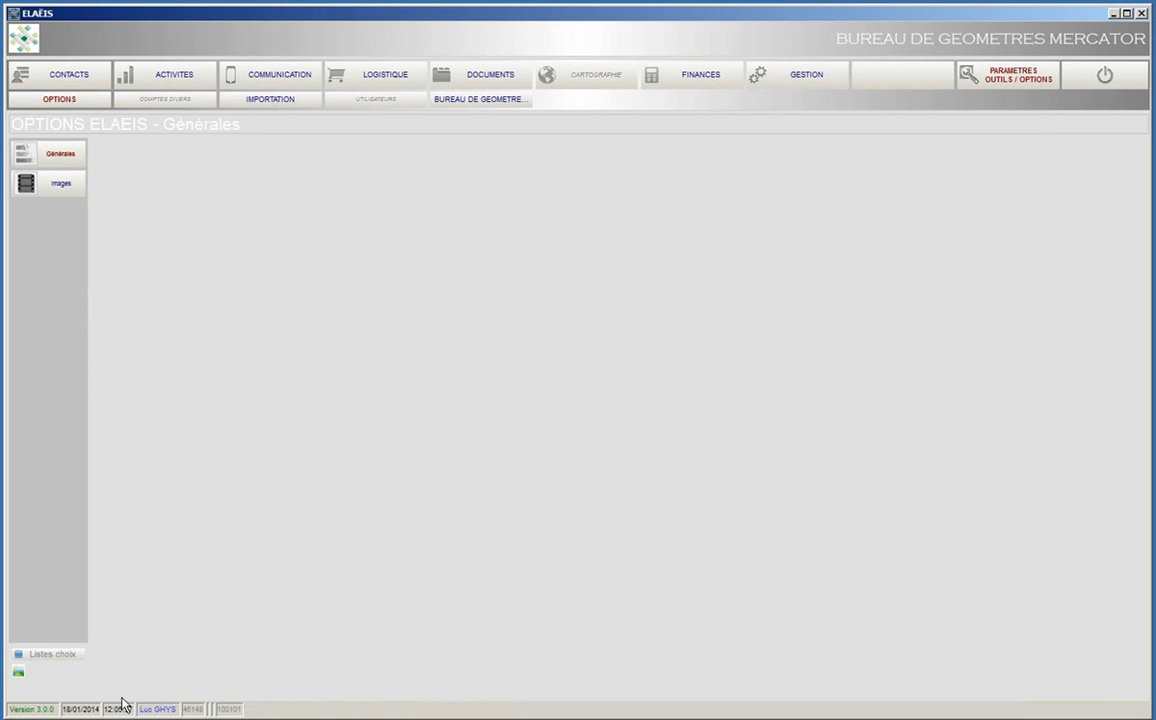 ELAËIS
BUREAU DE GEOMETRES MERCATOR
CONTACTS ACTIVITES COMMUNICATION LOGISTIQUE DOCUMENTS CARTOGRAPHIE FINANCES GESTION PARAMETRES OUTILS / OPTIONS
OPTIONS COMPTES DIVERS IMPORTATION UTILISATEURS BUREAU DE GEOMETRE...
OPTIONS ELAEIS - Générales
Générales
Images
Listes choix
Version 3.0.0 18/01/2014 Luc GHYS 46148 100101